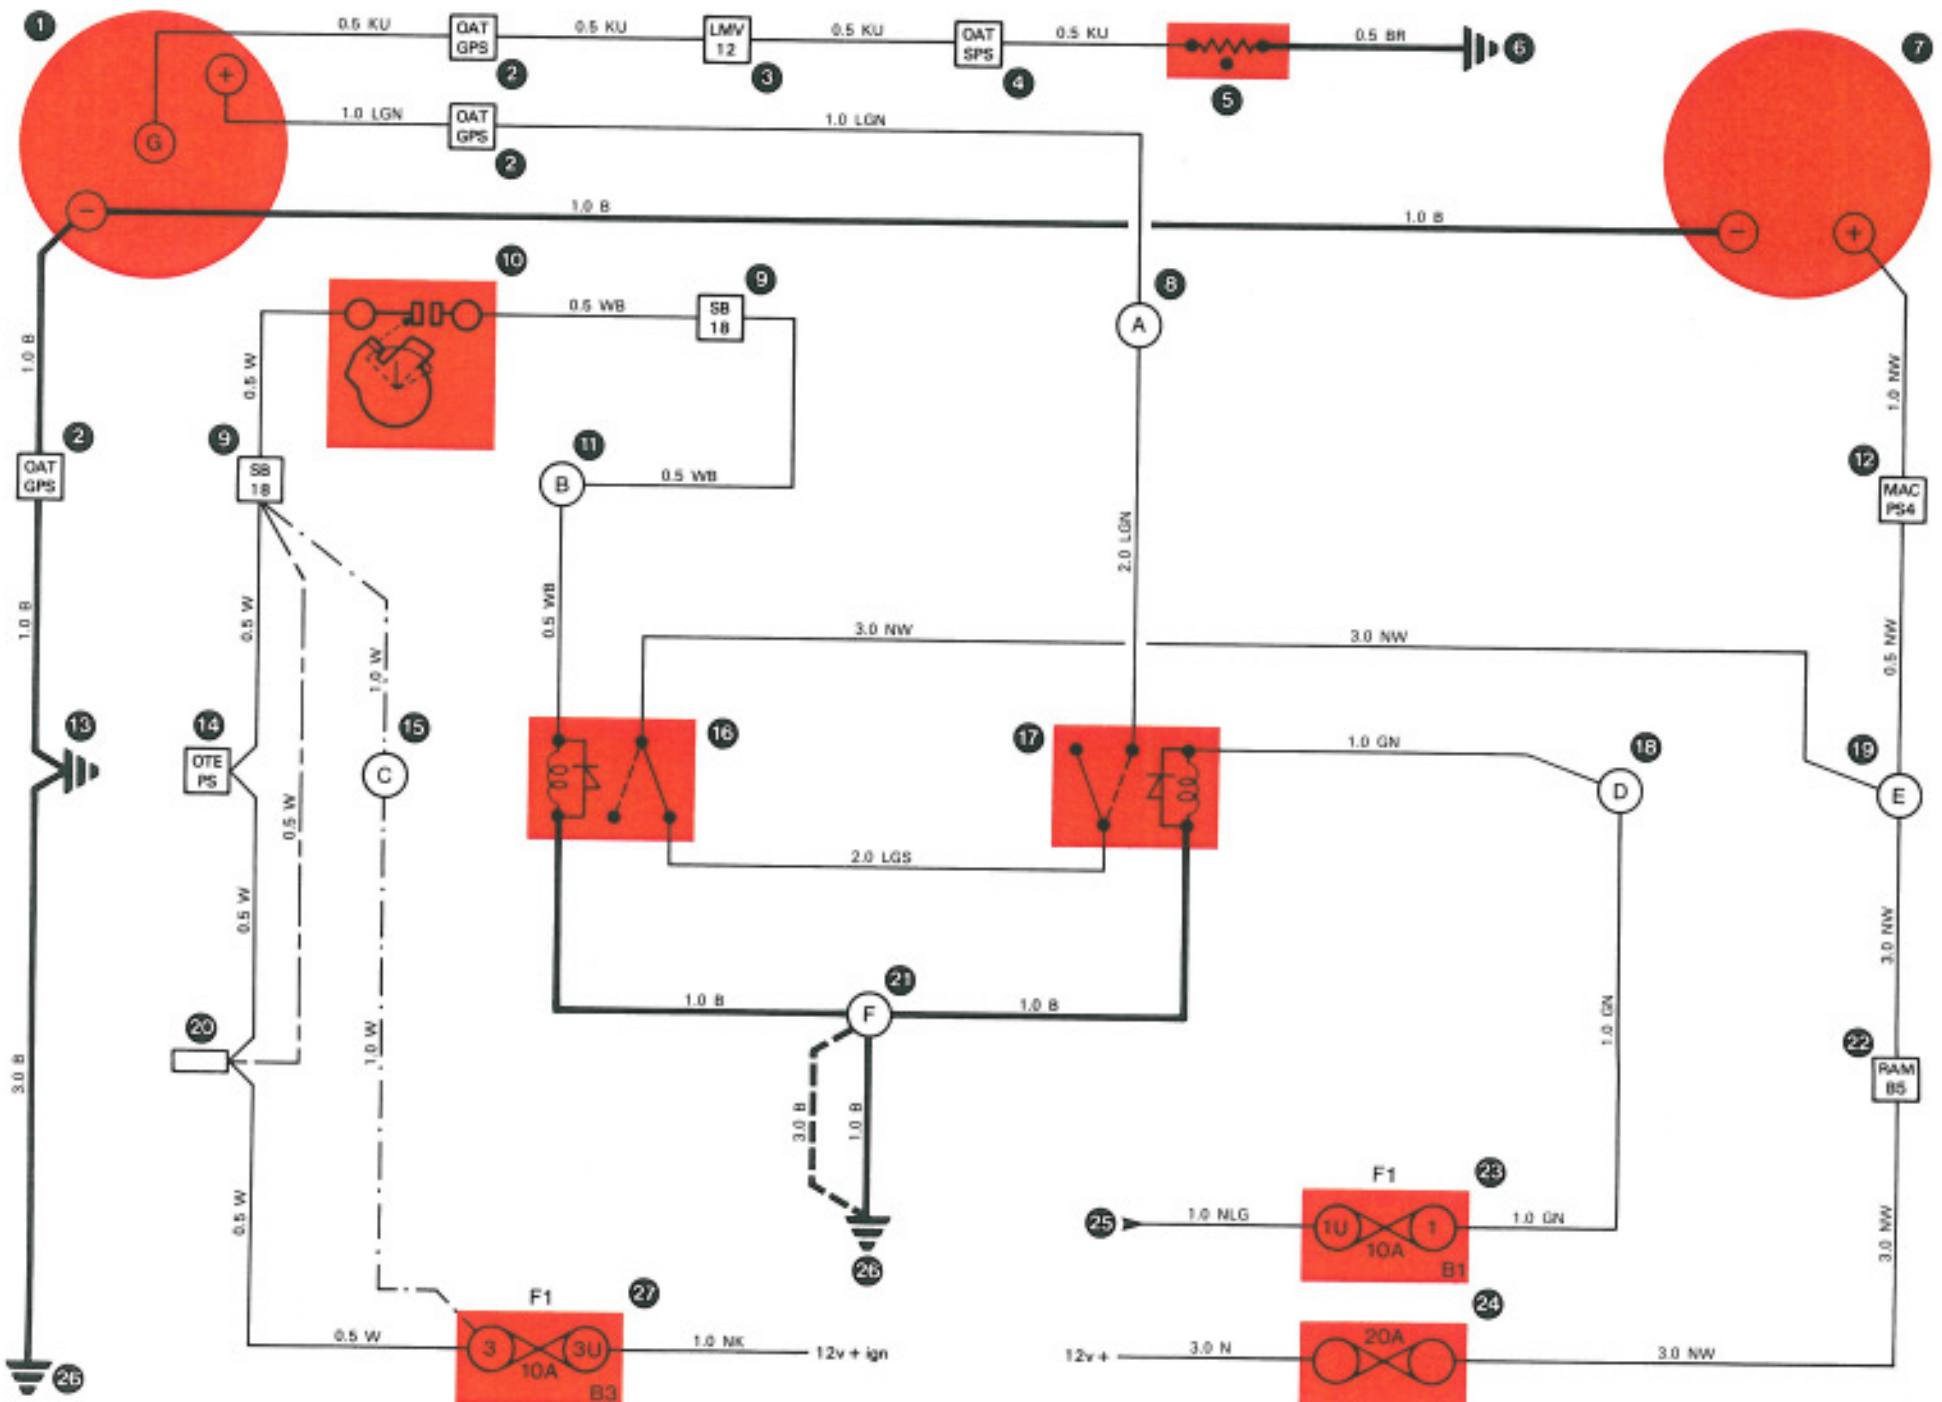 1
0.5 KU
OAT
GPS
0.5 KU
LMV
12
0.5 KU
OAT
SPS
0.5 KU
0.5 BR
6
7
2
3
4
5
+
G
1.0 LGN
OAT
GPS
1.0 LGN
2
−
1.0 B
1.0 B
−
+
10
9
8
0.5 WB
SB
18
A
1.0 B
0.5 W
1.0 NW
2
9
11
12
OAT
GPS
SB
18
B
0.5 WB
MAC
PS4
2.0 LGN
1.0 B
0.5 W
1.0 W
0.5 WB
3.0 NW
3.0 NW
0.5 NW
13
14
15
16
17
18
19
OTE
PS
C
1.0 GN
D
E
0.5 W
2.0 LGS
0.5 W
3.0 NW
21
1.0 B
F
1.0 B
20
1.0 W
1.0 GN
22
RAM
B5
3.0 B
3.0 B
1.0 B
0.5 W
F1
23
25
1.0 NLG
1U
1
10A
B1
1.0 GN
3.0 NW
26
F1
27
24
0.5 W
3
3U
10A
B3
1.0 NK
12v + ign
12v +
3.0 N
20A
3.0 NW
26